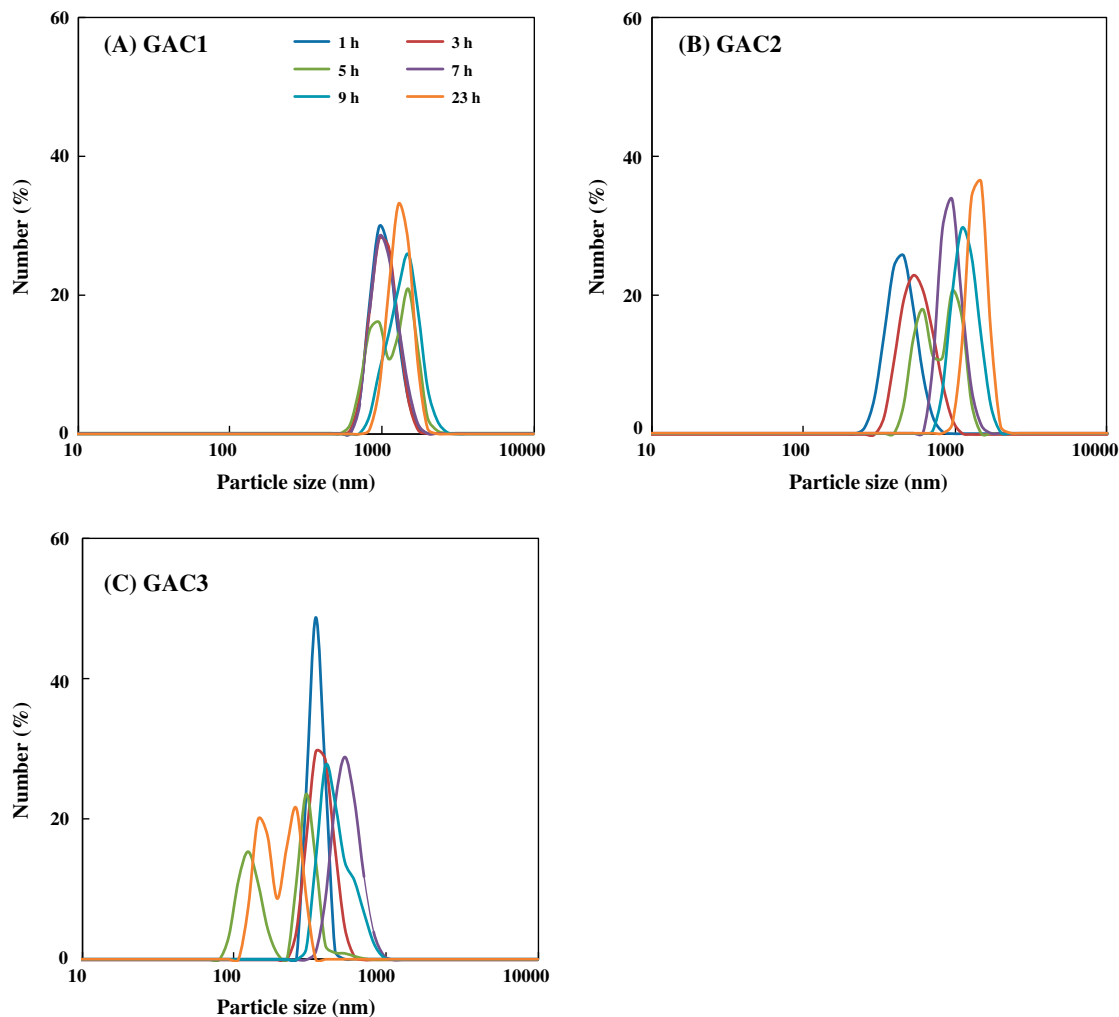 (A) GAC1
1 h
3 h
5 h
7 h
9 h
23 h
60
40
20
0
10
100
1000
10000
Number (%)
Particle size (nm)
(B) GAC2
60
40
20
0
10
100
1000
10000
Number (%)
Particle size (nm)
(C) GAC3
60
40
20
0
10
100
1000
10000
Number (%)
Particle size (nm)